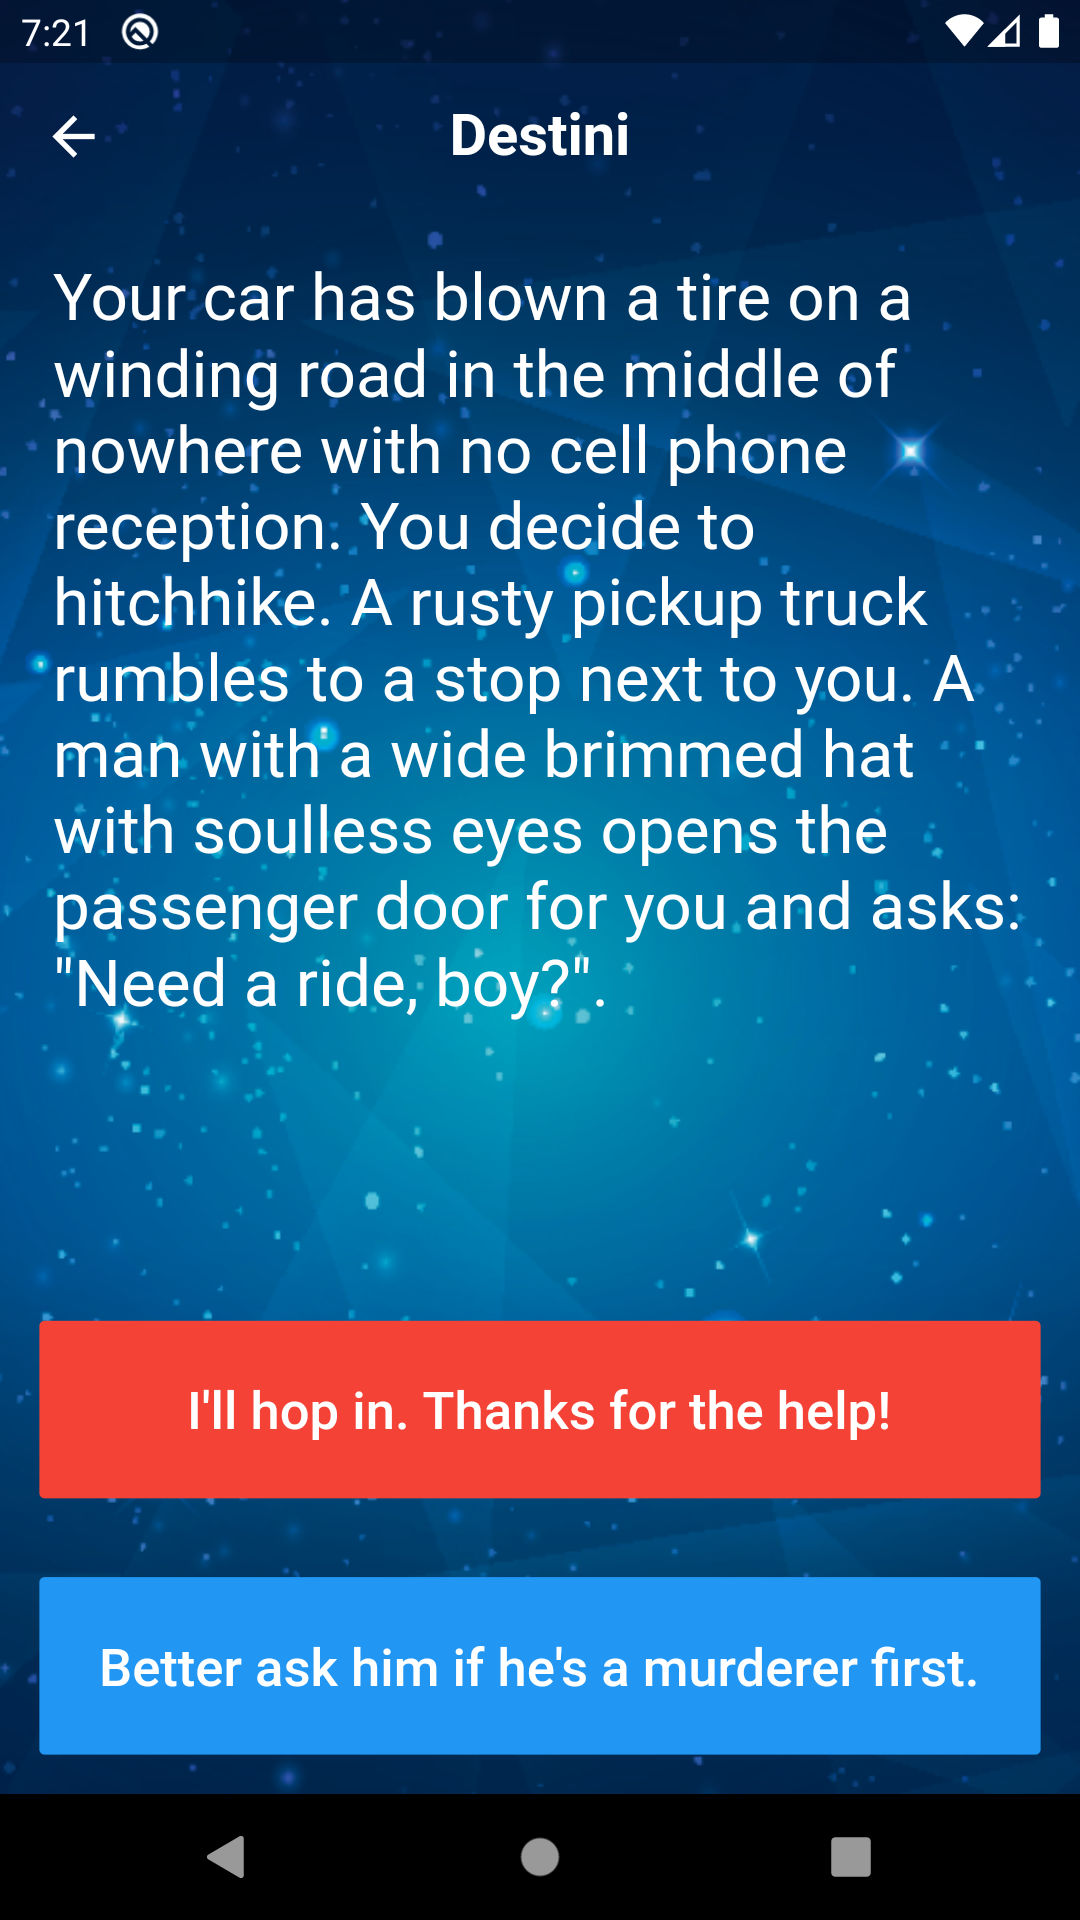 7:21
Destini
Your car has blown a tire on a
winding road in the middle of
nowhere with no cell phone
reception. You decide to
hitchhike. A rusty pickup truck
rumbles to a stop next to you. A
man with a wide brimmed hat
with soulless eyes opens the
passenger door for you and asks:
"Need a ride, boy?".
I'll hop in. Thanks for the help!
Better ask him if he's a murderer first.